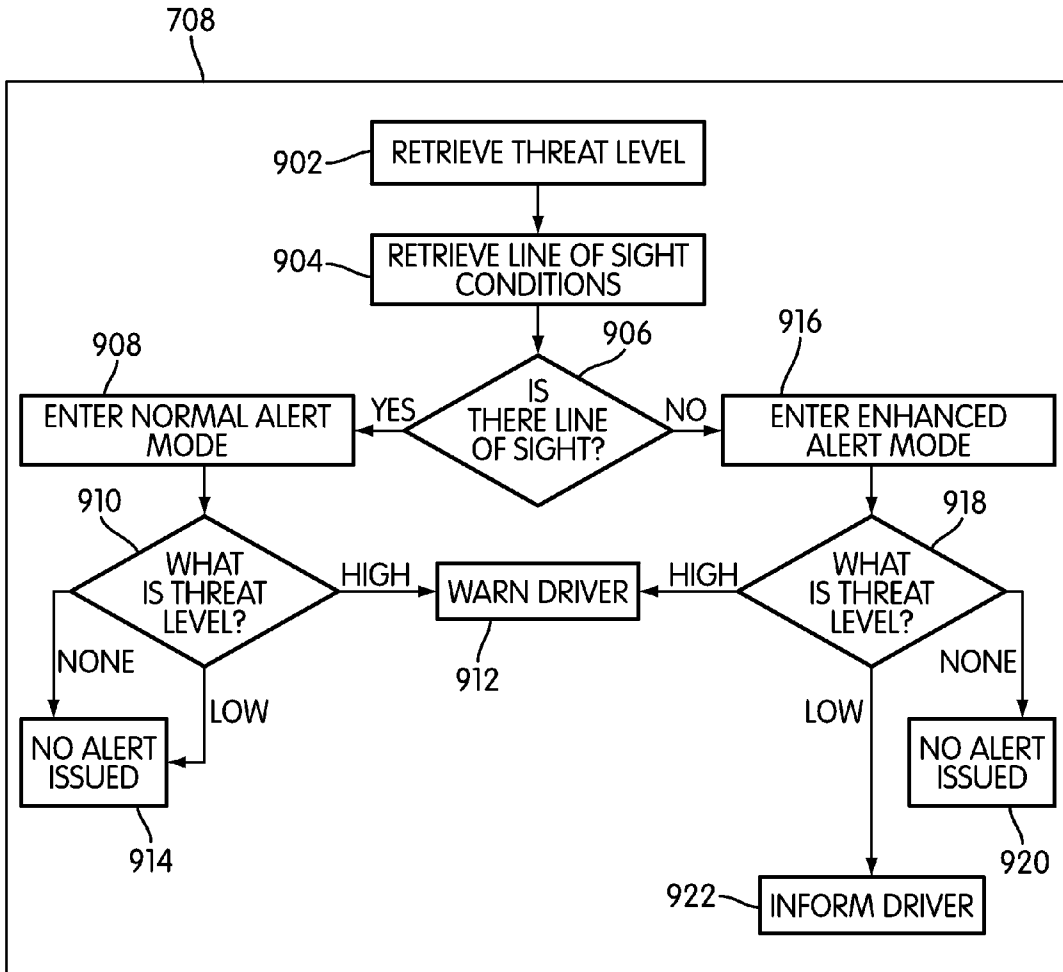 708
902
RETRIEVE THREAT LEVEL
904
RETRIEVE LINE OF SIGHT
CONDITIONS
906
IS
THERE LINE
OF SIGHT?
YES
NO
908
ENTER NORMAL ALERT
MODE
916
ENTER ENHANCED
ALERT MODE
910
WHAT
IS THREAT
LEVEL?
HIGH
WARN DRIVER
912
HIGH
918
WHAT
IS THREAT
LEVEL?
NONE
LOW
LOW
NONE
NO ALERT
ISSUED
914
NO ALERT
ISSUED
920
922
INFORM DRIVER